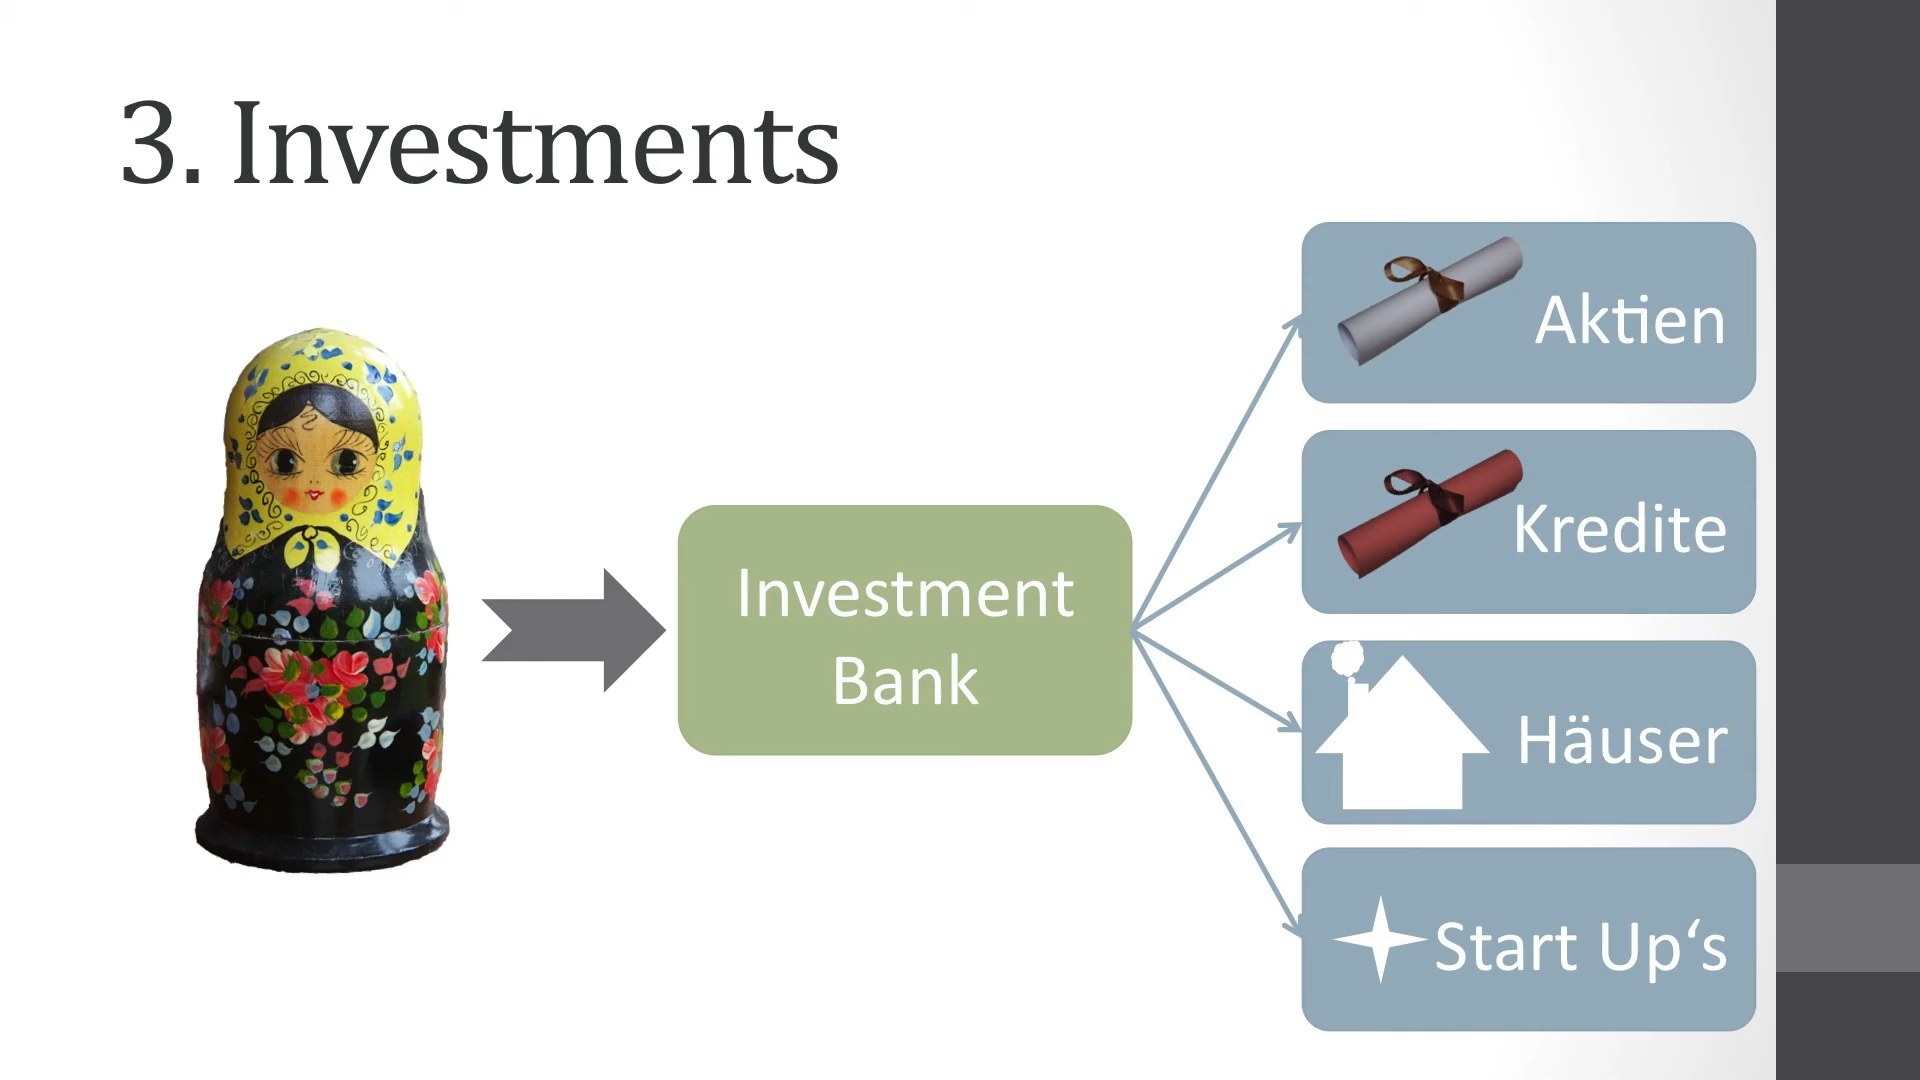 3. Investments
Aktien
Kredite
Investment
Bank
Häuser
Start Up‘s